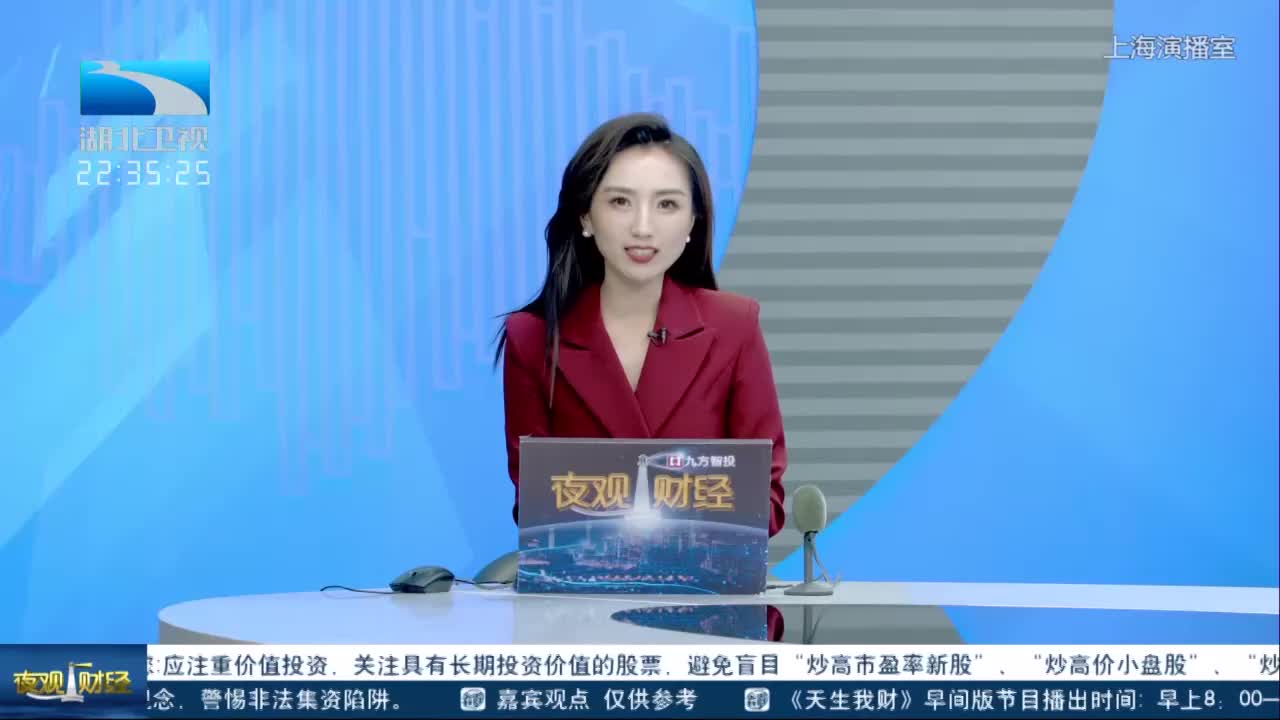 上海演播室
湖北卫视
22:35:25
九方智投
夜观财经
:应注重价值投资，关注具有长期投资价值的股票，避免盲目“炒高市盈率新股”、“炒高价小盘股”、“
夜观财经
念，警惕非法集资陷阱。 嘉宾观点 仅供参考 《天生我财》早间版节目播出时间：早上8：00—